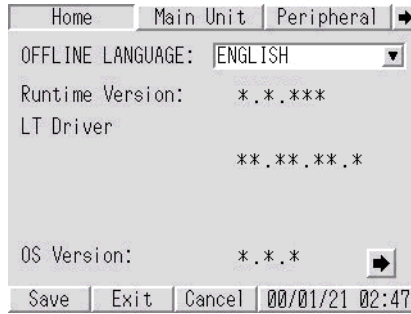 Home Main Unit Peripheral
OFFLINE LANGUAGE: ENGLISH
Runtime Version: *.*.***
LT Driver
**.**.**.*
OS Version: *.*.*
Save Exit Cancel 00/01/21 02:47